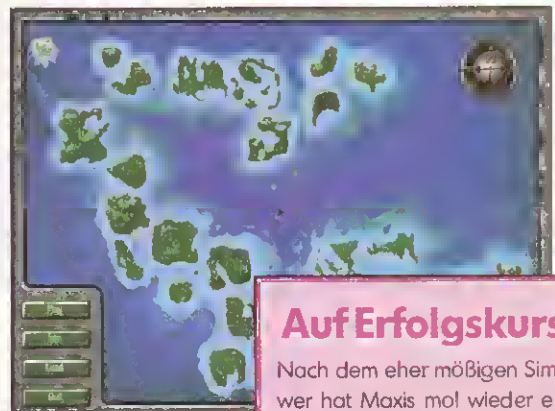 Auf Erfolgskurs
Nach dem eher mäßigen Sim
wer hat Maxis mal wieder e